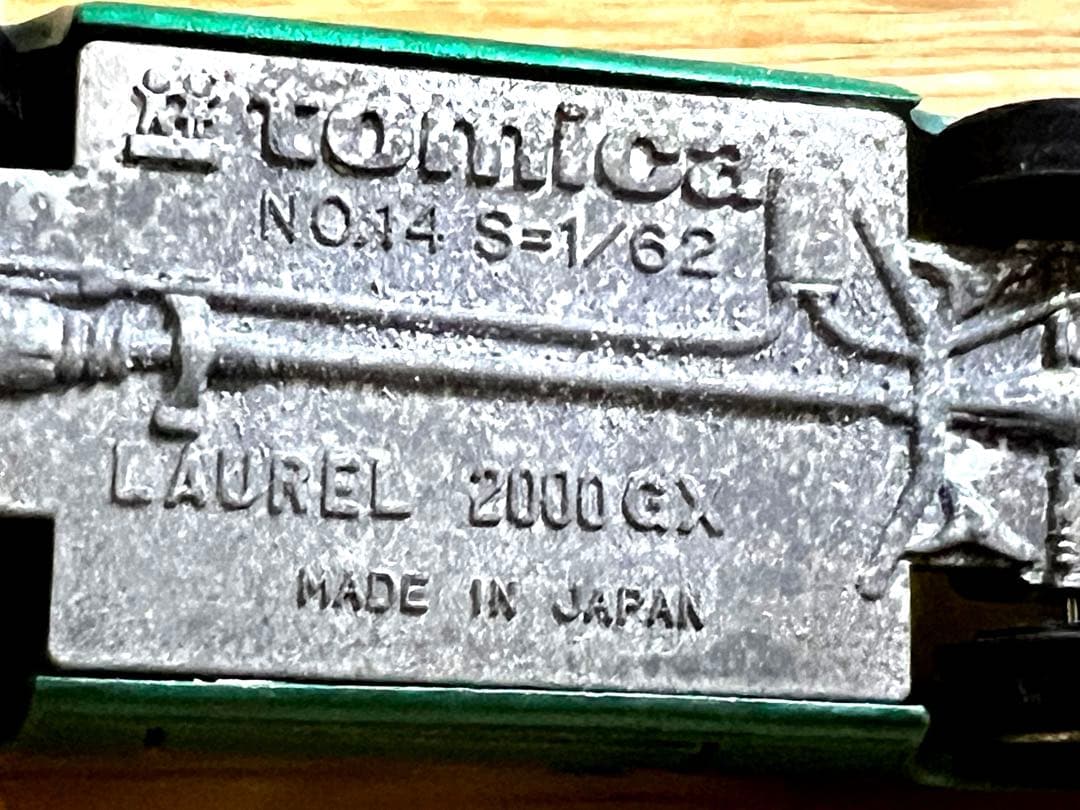 tomica
NO.14 S=1/62
LAUREL 2000GX
MADE IN JAPAN